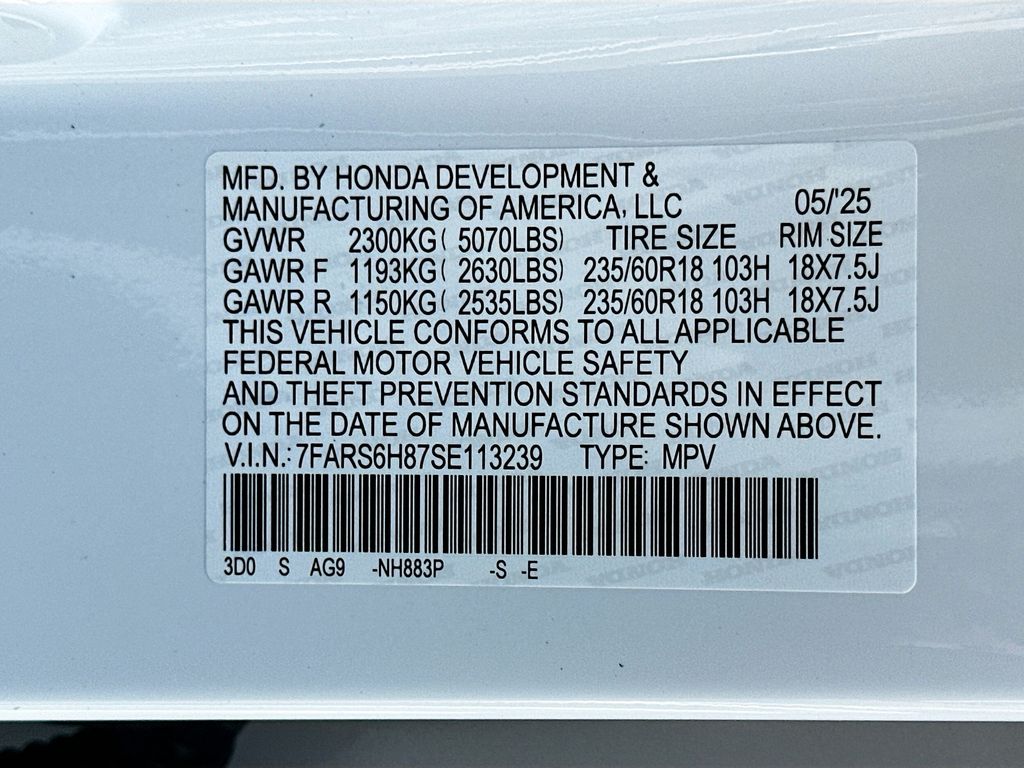 MFD. BY HONDA DEVELOPMENT &
MANUFACTURING OF AMERICA, LLC 05/'25
GVWR 2300KG( 5070LBS) TIRE SIZE RIM SIZE
GAWR F 1193KG( 2630LBS) 235/60R18 103H 18X7.5J
GAWR R 1150KG( 2535LBS) 235/60R18 103H 18X7.5J
THIS VEHICLE CONFORMS TO ALL APPLICABLE
FEDERAL MOTOR VEHICLE SAFETY
AND THEFT PREVENTION STANDARDS IN EFFECT
ON THE DATE OF MANUFACTURE SHOWN ABOVE.
V.I.N.: 7FARS6H87SE113239 TYPE: MPV
3D0 S AG9 -NH883P -S -E